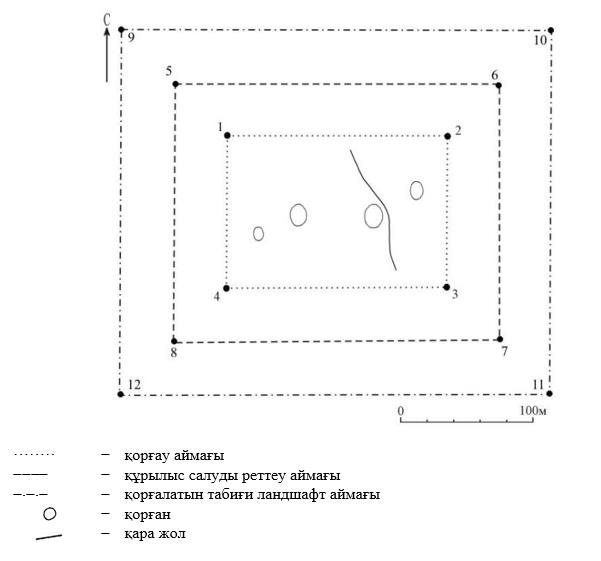 С
9
10
5
6
1
2
4
3
8
7
12
11
0 100м
– қорғау аймағы
– құрылыс салуды реттеу аймағы
– қорғалатын табиғи ландшафт аймағы
– қорған
– қара жол